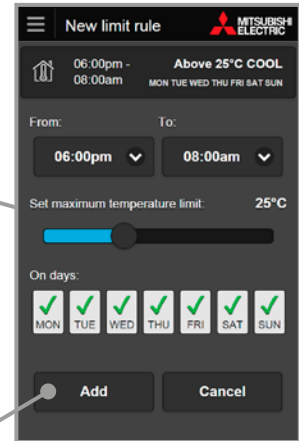 New limit rule
MITSUBISHI
ELECTRIC
06:00pm -
08:00am
Above 25°C COOL
MON TUE WED THU FRI SAT SUN
From:
To:
06:00pm
08:00am
Set maximum temperature limit:
25°C
On days:
MON TUE WED THU FRI SAT SUN
Add
Cancel